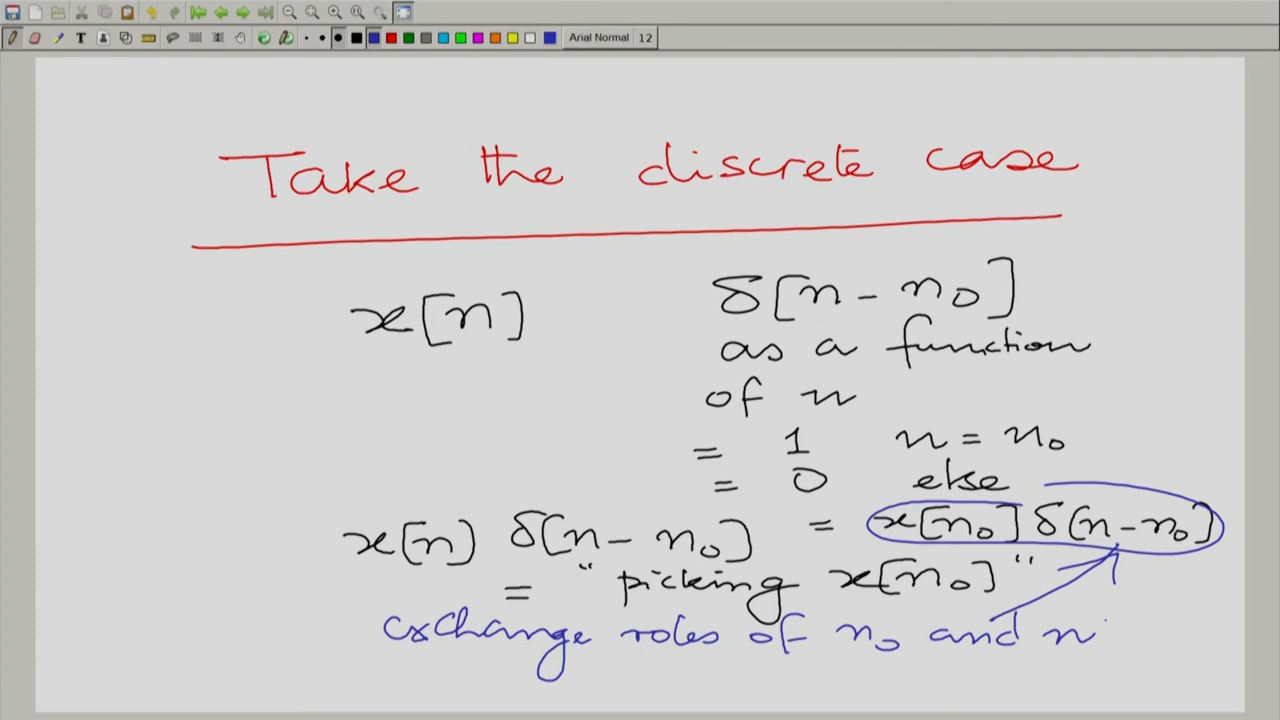 Arial Normal 12
Take the discrete case
x[n] δ[n - n₀]
as a function
of n
= 1 n = n₀
= 0 else
x[n] δ[n - n₀] = x[n₀] δ[n - n₀]
= "picking x[n₀]"
exchange roles of n₀ and n